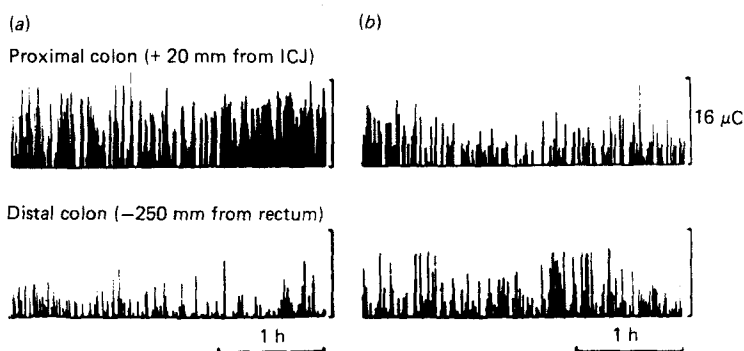 (a)
(b)
Proximal colon (+ 20 mm from ICJ)
16 μC
Distal colon (−250 mm from rectum)
1 h
1 h